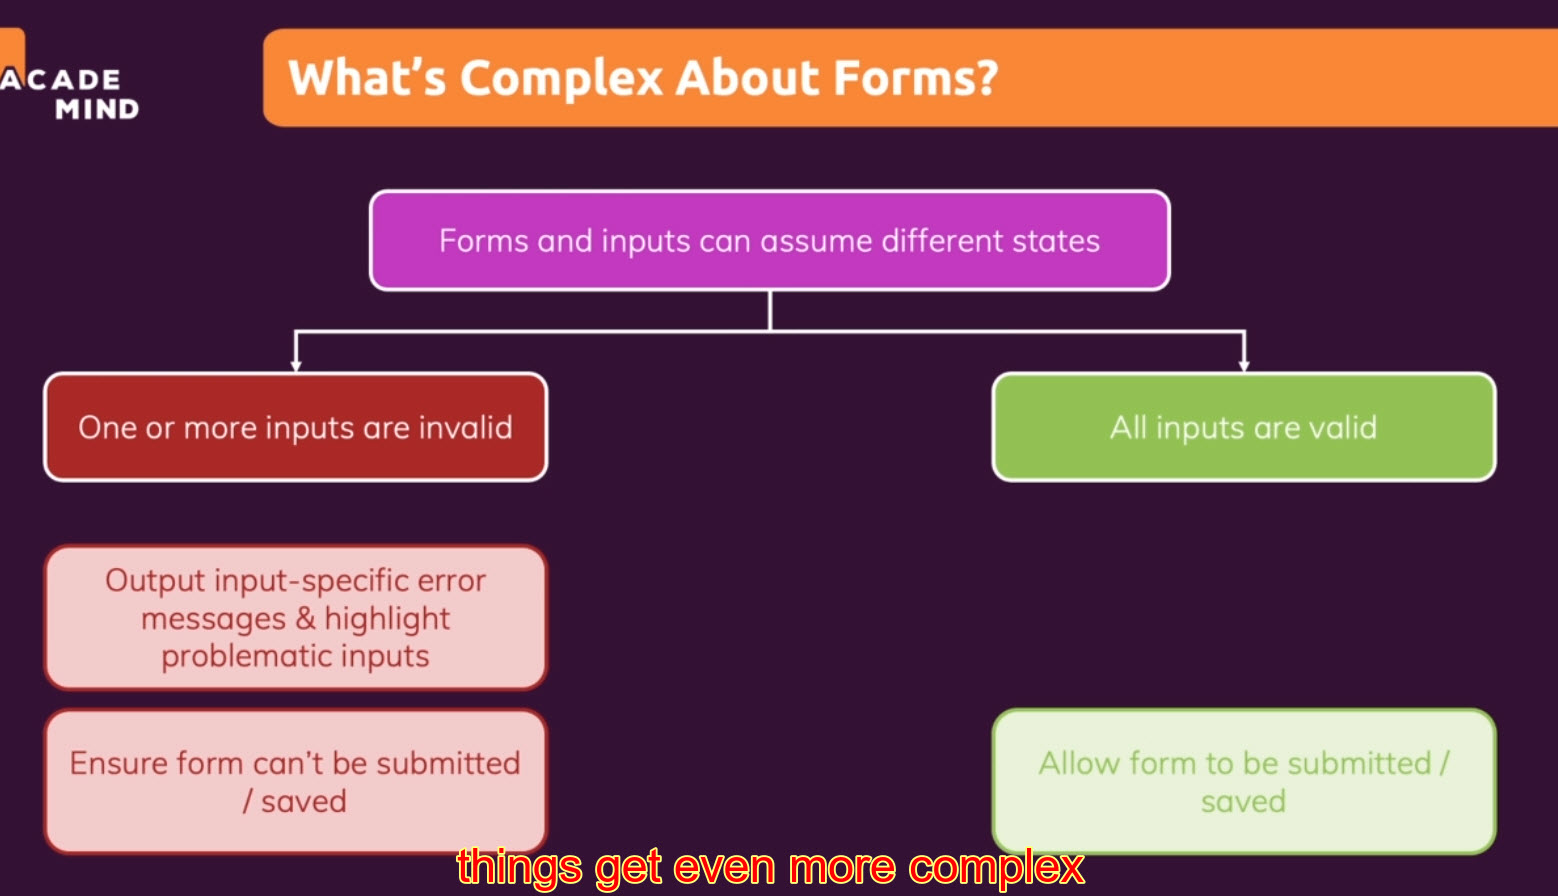 ACADE
MIND
What's Complex About Forms?
Forms and inputs can assume different states
One or more inputs are invalid
All inputs are valid
Output input-specific error
messages & highlight
problematic inputs
Ensure form can't be submitted
/ saved
Allow form to be submitted /
saved
things get even more complex